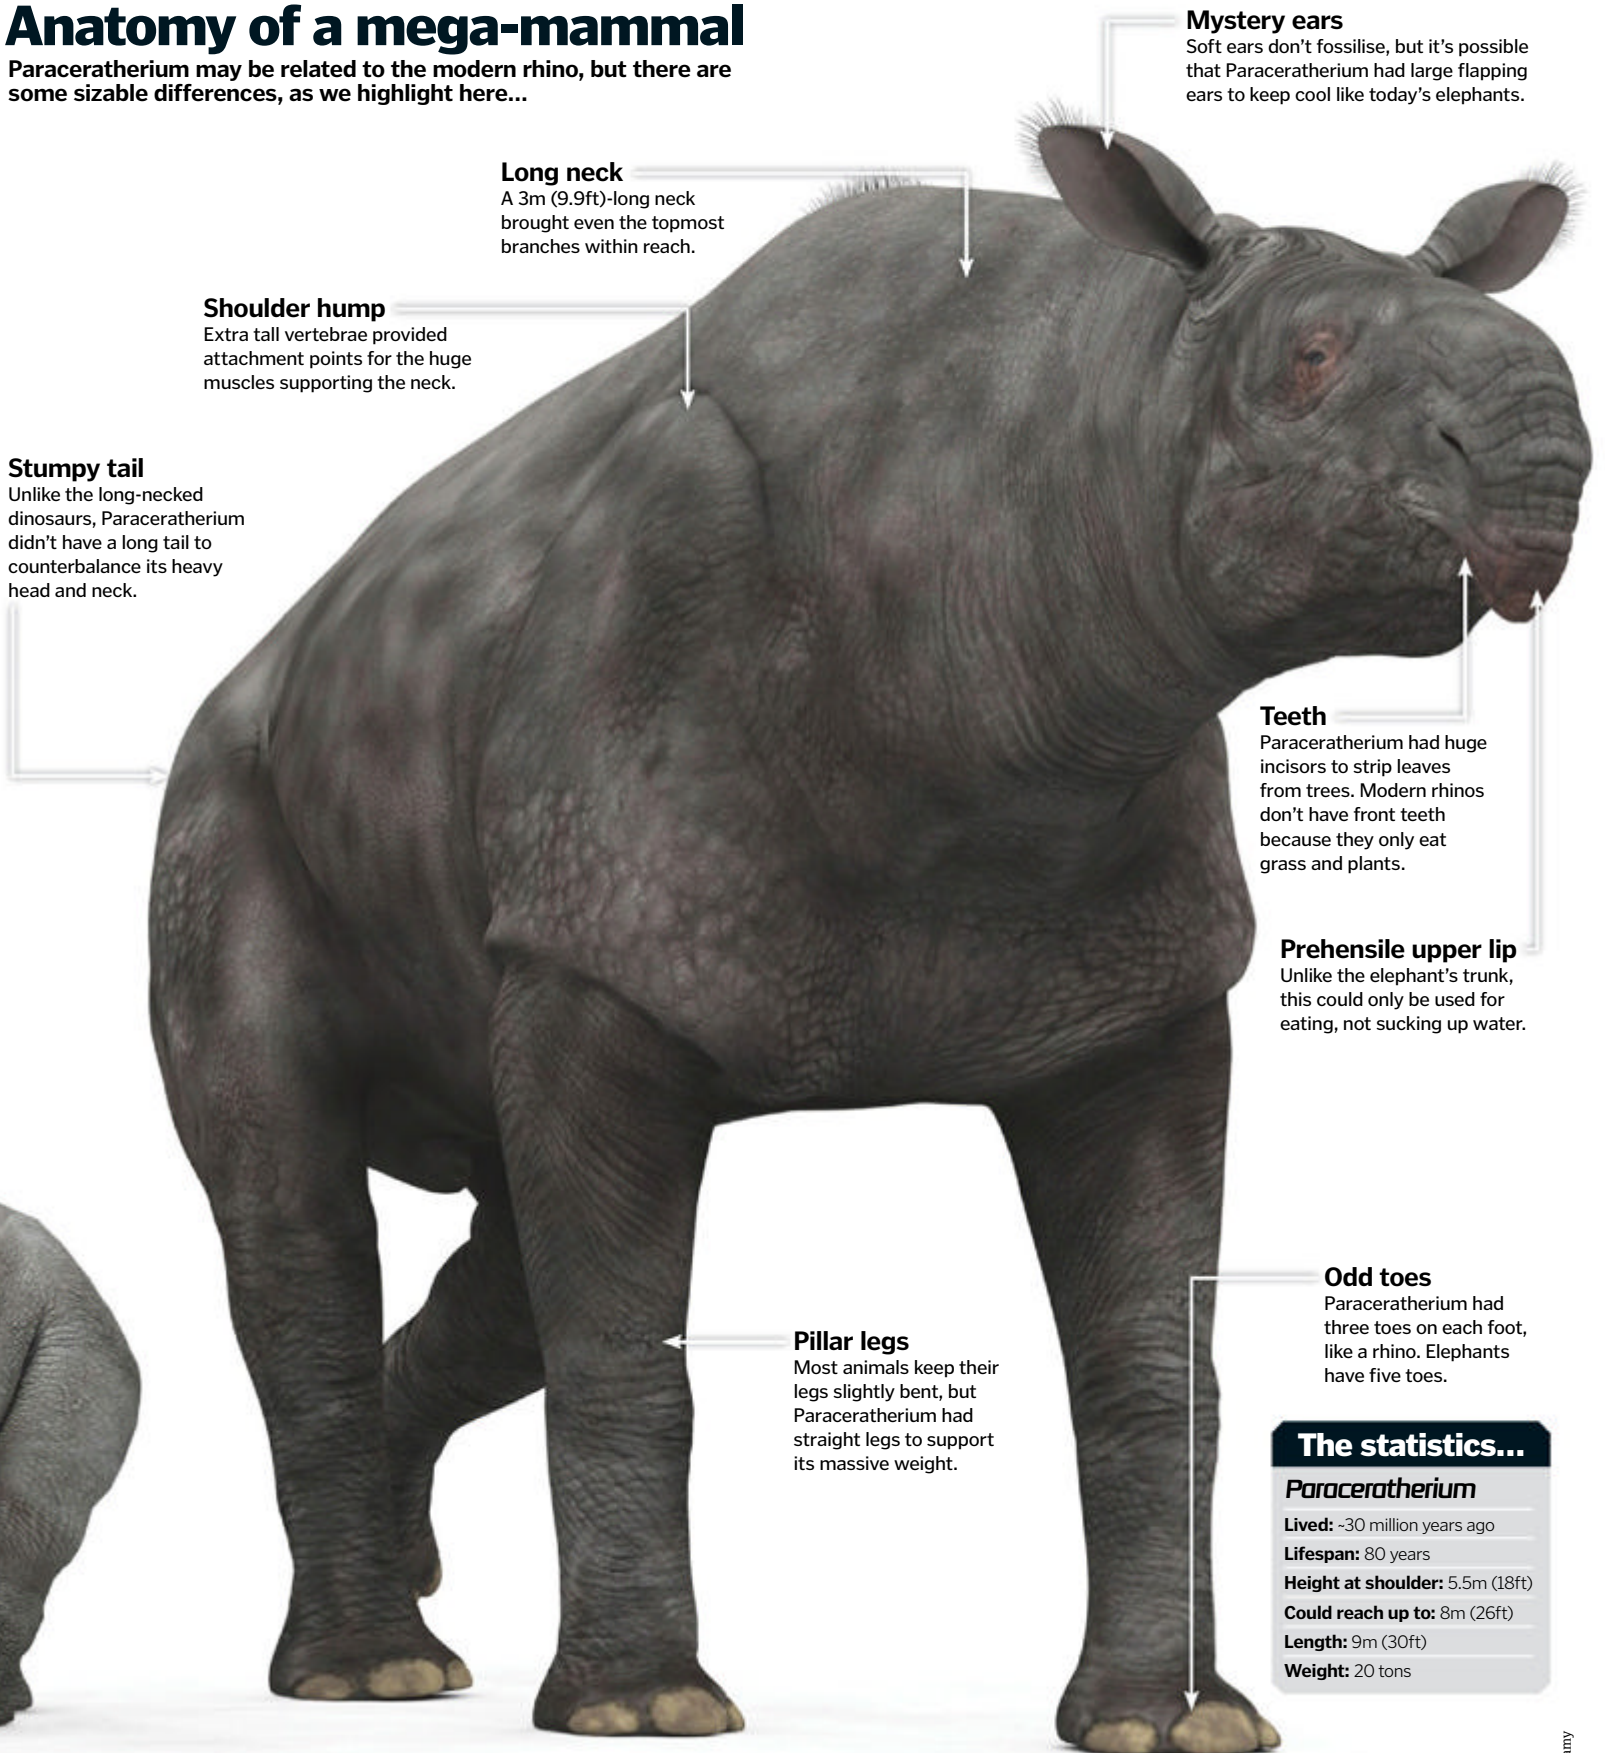 Anatomy of a mega-mammal
Paraceratherium may be related to the modern rhino, but there are
some sizable differences, as we highlight here...
Mystery ears
Soft ears don't fossilise, but it's possible
that Paraceratherium had large flapping
ears to keep cool like today's elephants.
Long neck
A 3m (9.9ft)-long neck
brought even the topmost
branches within reach.
Shoulder hump
Extra tall vertebrae provided
attachment points for the huge
muscles supporting the neck.
Stumpy tail
Unlike the long-necked
dinosaurs, Paraceratherium
didn't have a long tail to
counterbalance its heavy
head and neck.
Teeth
Paraceratherium had huge
incisors to strip leaves
from trees. Modern rhinos
don't have front teeth
because they only eat
grass and plants.
Prehensile upper lip
Unlike the elephant's trunk,
this could only be used for
eating, not sucking up water.
Odd toes
Paraceratherium had
three toes on each foot,
like a rhino. Elephants
have five toes.
Pillar legs
Most animals keep their
legs slightly bent, but
Paraceratherium had
straight legs to support
its massive weight.
The statistics...
Paraceratherium
Lived: ~30 million years ago
Lifespan: 80 years
Height at shoulder: 5.5m (18ft)
Could reach up to: 8m (26ft)
Length: 9m (30ft)
Weight: 20 tons